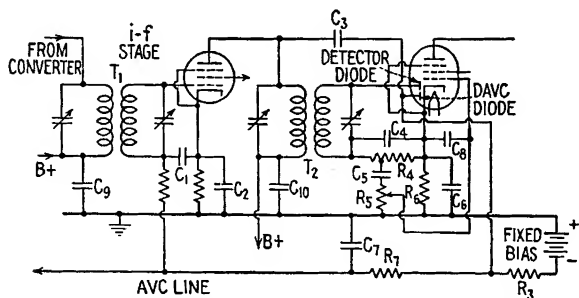 FROM
CONVERTER
i-f
STAGE
T1
C3
DETECTOR
DIODE
DAVC
DIODE
B+
C9
C1
C2
C10
T2
C4
C8
C5
R4
R5
R6
C6
B+
C7
R7
FIXED
BIAS
+
-
AVC LINE
R3